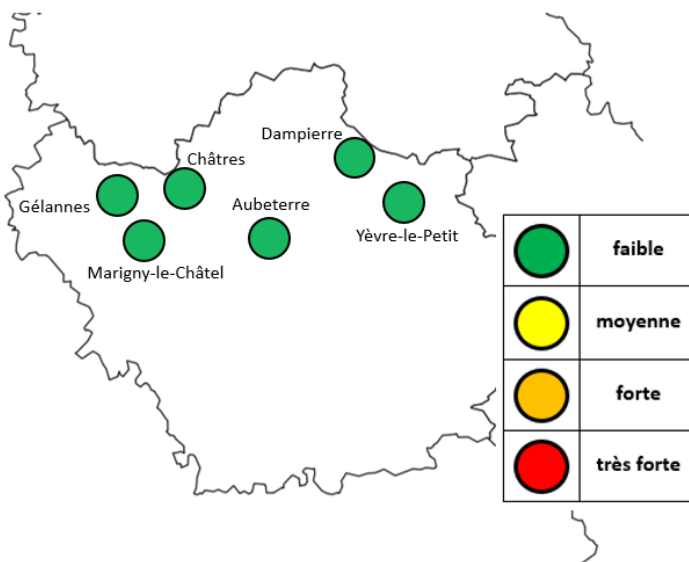 Dampierre
Châtres
Gélannes
Aubeterre
Yèvre-le-Petit
Marigny-le-Châtel
faible
moyenne
forte
très forte